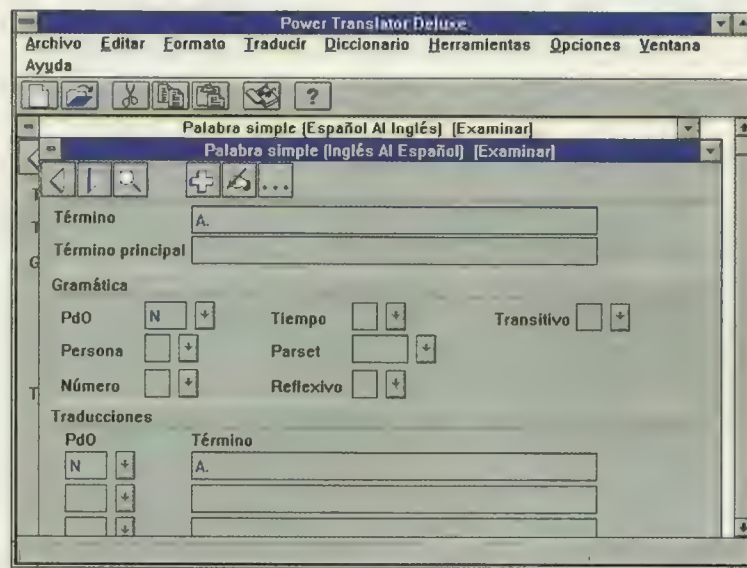 Power Translator Deluxe
Archivo Editar Formato Traducir Diccionario Herramientas Opciones Ventana
Ayuda
?
Palabra simple (Español Al Inglés) [Examinar]
Palabra simple (Inglés Al Español) [Examinar]
...
Término A.
Término principal
Gramática
PdO N Tiempo Transitivo
Persona Parset
Número Reflexivo
Traducciones
PdO Término
N A.